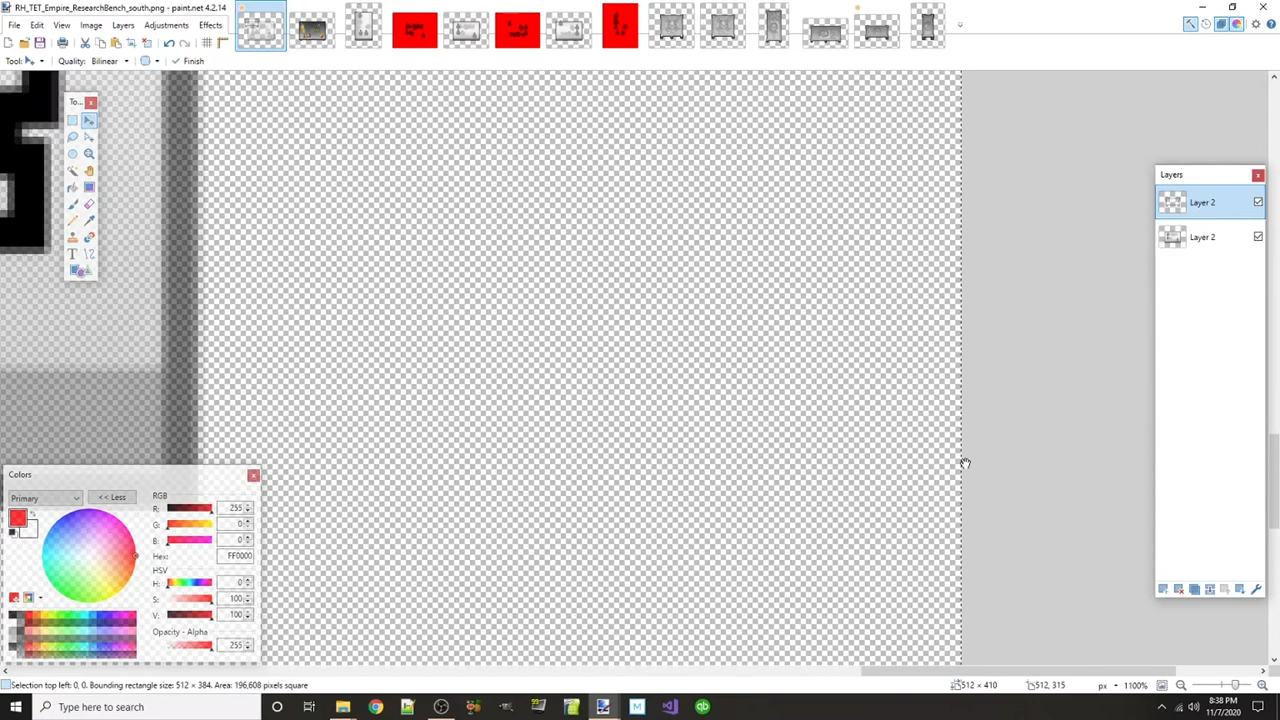 RH_TET_Empire_ResearchBench_south.png - paint.net 4.2.14
File Edit View Image Layers Adjustments Effects
Tool: Quality: Bilinear Finish
To...
Layers
Layer 2
Layer 2
Colors
Primary << Less
RGB
R: 255
G: 0
B: 0
Hex: FF0000
HSV
H: 0
S: 100
V: 100
Opacity - Alpha
255
Selection top left: 0, 0. Bounding rectangle size: 512 × 384. Area: 196,608 pixels square
512 × 410 512, 315 px 1100%
Type here to search
8:38 PM
11/7/2020